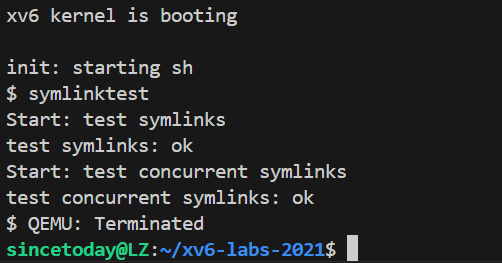 xv6 kernel is booting
init: starting sh
$ symlinktest
Start: test symlinks
test symlinks: ok
Start: test concurrent symlinks
test concurrent symlinks: ok
$ QEMU: Terminated
sincetoday@LZ:~/xv6-labs-2021$